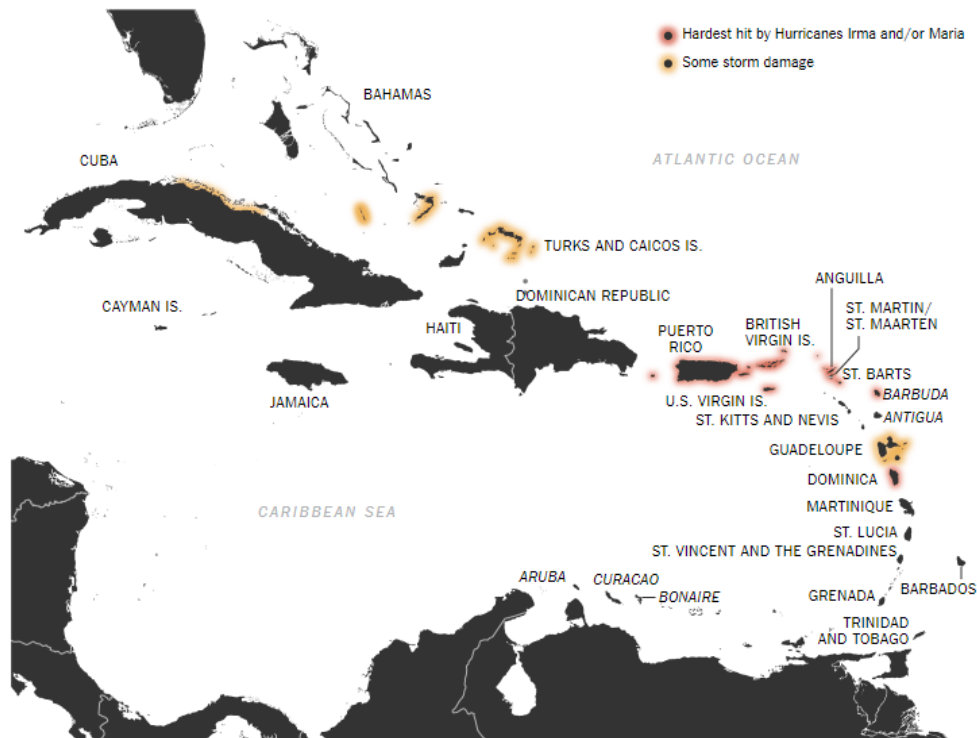 Hardest hit by Hurricanes Irma and/or Maria
Some storm damage
BAHAMAS
CUBA
ATLANTIC OCEAN
TURKS AND CAICOS IS.
ANGUILLA
CAYMAN IS.
DOMINICAN REPUBLIC
ST. MARTIN/
ST. MAARTEN
HAITI
PUERTO
RICO
BRITISH
VIRGIN IS.
ST. BARTS
JAMAICA
U.S. VIRGIN IS.
BARBUDA
ST. KITTS AND NEVIS
ANTIGUA
GUADELOUPE
DOMINICA
MARTINIQUE
CARIBBEAN SEA
ST. LUCIA
ST. VINCENT AND THE GRENADINES
ARUBA
CURACAO
BONAIRE
BARBADOS
GRENADA
TRINIDAD
AND TOBAGO